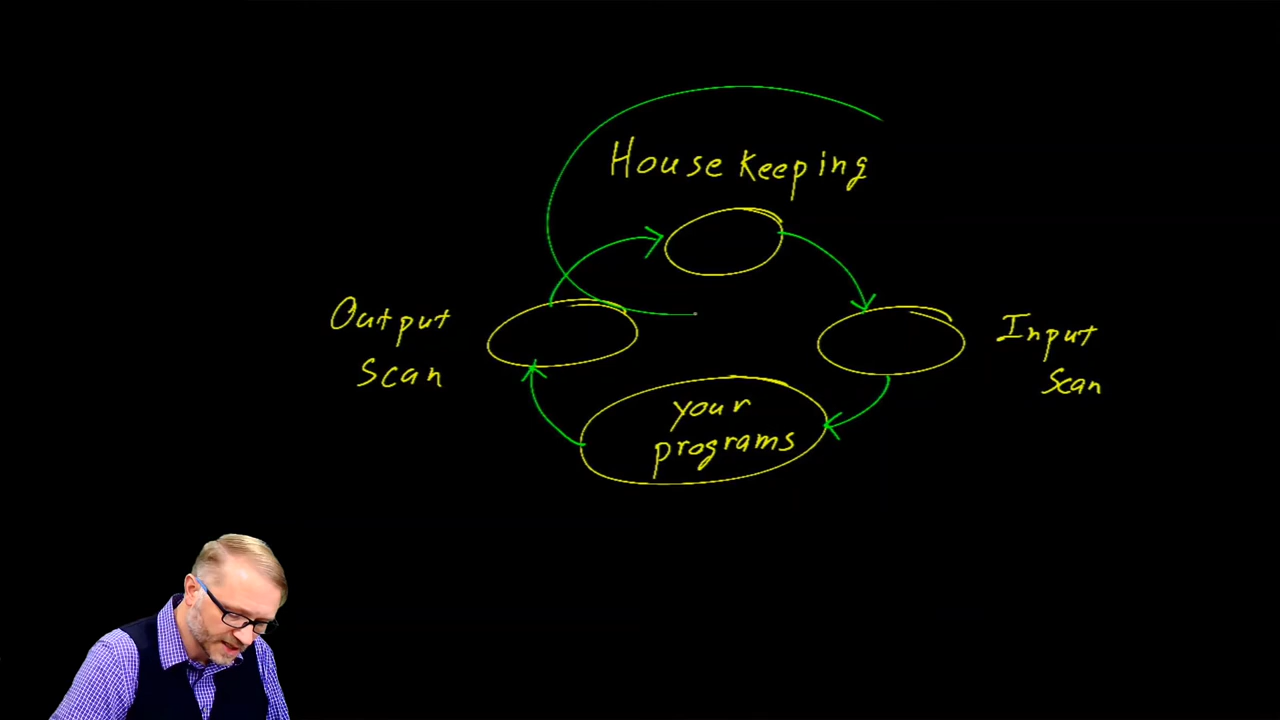 House Keeping
Output
Scan
Input
Scan
your
programs